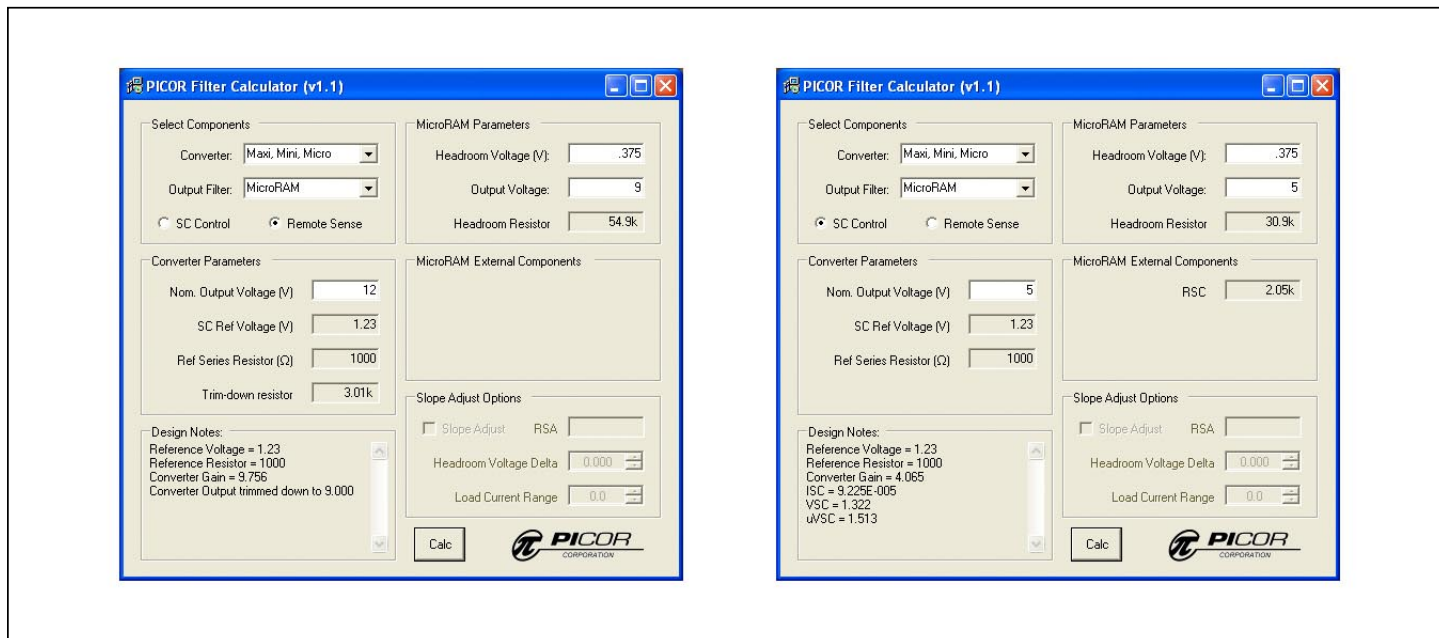 PICOR Filter Calculator (v1.1)
Select Components
Converter: Maxi, Mini, Micro
Output Filter: MicroRAM
SC Control Remote Sense
MicroRAM Parameters
Headroom Voltage (V): .375
Output Voltage: 9
Headroom Resistor 54.9k
Converter Parameters
Nom. Output Voltage (V) 12
SC Ref Voltage (V) 1.23
Ref Series Resistor (Ω) 1000
Trim-down resistor 3.01k
MicroRAM External Components
Design Notes:
Reference Voltage = 1.23
Reference Resistor = 1000
Converter Gain = 9.756
Converter Output trimmed down to 9.000
Slope Adjust Options
Slope Adjust RSA
Headroom Voltage Delta 0.000
Load Current Range 0.0
Calc
PICOR
CORPORATION
PICOR Filter Calculator (v1.1)
Select Components
Converter: Maxi, Mini, Micro
Output Filter: MicroRAM
SC Control Remote Sense
MicroRAM Parameters
Headroom Voltage (V): .375
Output Voltage: 5
Headroom Resistor 30.9k
Converter Parameters
Nom. Output Voltage (V) 5
SC Ref Voltage (V) 1.23
Ref Series Resistor (Ω) 1000
MicroRAM External Components
RSC 2.05k
Design Notes:
Reference Voltage = 1.23
Reference Resistor = 1000
Converter Gain = 4.065
ISC = 9.225E-005
VSC = 1.322
uVSC = 1.513
Slope Adjust Options
Slope Adjust RSA
Headroom Voltage Delta 0.000
Load Current Range 0.0
Calc
PICOR
CORPORATION